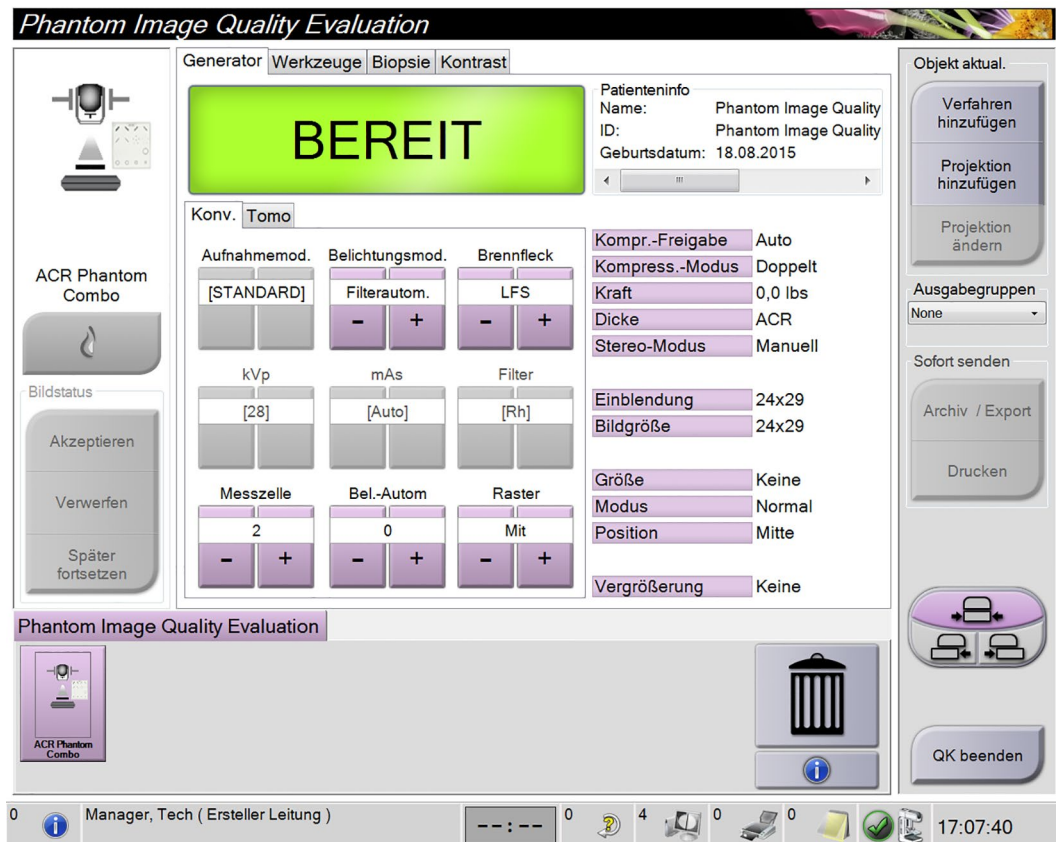 Phantom Image Quality Evaluation
ACR Phantom
Combo
Bildstatus
Akzeptieren
Verwerfen
Später
fortsetzen
Generator Werkzeuge Biopsie Kontrast
BEREIT
Patienteninfo
Name: Phantom Image Quality
ID: Phantom Image Quality
Geburtsdatum: 18.08.2015
Konv. Tomo
Aufnahmemod. Belichtungsmod. Brennfleck
[STANDARD] Filterautom. LFS
- + - +
kVp mAs Filter
[28] [Auto] [Rh]
Messzelle Bel.-Autom Raster
2 0 Mit
- + - + - +
Kompr.-Freigabe Auto
Kompress.-Modus Doppelt
Kraft 0,0 lbs
Dicke ACR
Stereo-Modus Manuell
Einblendung 24x29
Bildgröße 24x29
Größe Keine
Modus Normal
Position Mitte
Vergrößerung Keine
Objekt aktual.
Verfahren
hinzufügen
Projektion
hinzufügen
Projektion
ändern
Ausgabegruppen
None
Sofort senden
Archiv / Export
Drucken
QK beenden
Phantom Image Quality Evaluation
ACR Phantom
Combo
0 Manager, Tech ( Ersteller Leitung ) --:-- 0 4 0 0 17:07:40